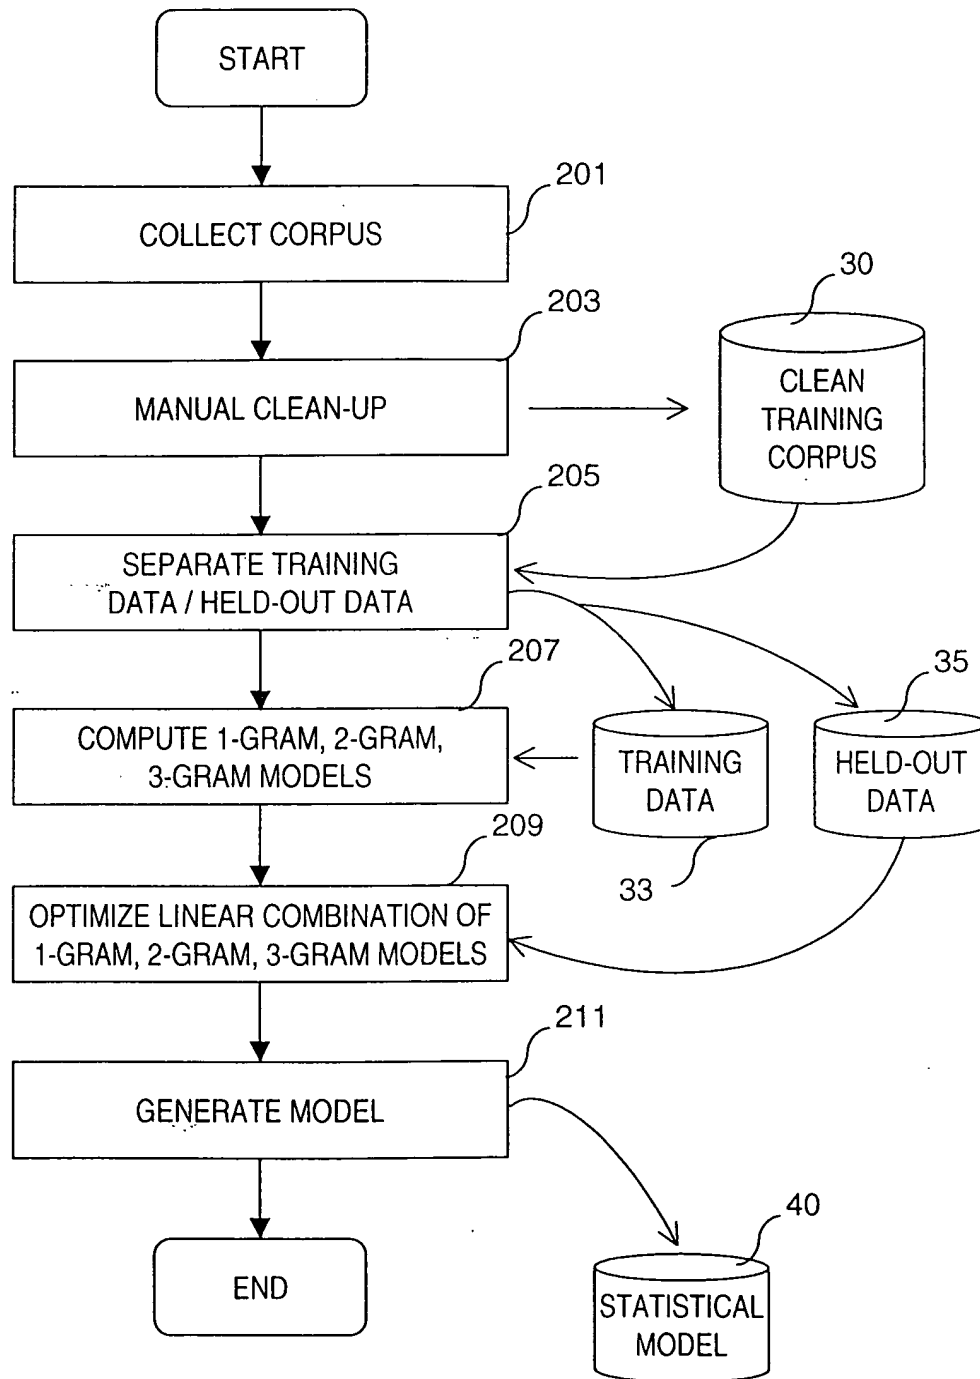 START
201
COLLECT CORPUS
203
30
MANUAL CLEAN-UP
CLEAN
TRAINING
CORPUS
205
SEPARATE TRAINING
DATA / HELD-OUT DATA
207
35
COMPUTE 1-GRAM, 2-GRAM,
3-GRAM MODELS
TRAINING
DATA
HELD-OUT
DATA
209
33
OPTIMIZE LINEAR COMBINATION OF
1-GRAM, 2-GRAM, 3-GRAM MODELS
211
GENERATE MODEL
40
END
STATISTICAL
MODEL